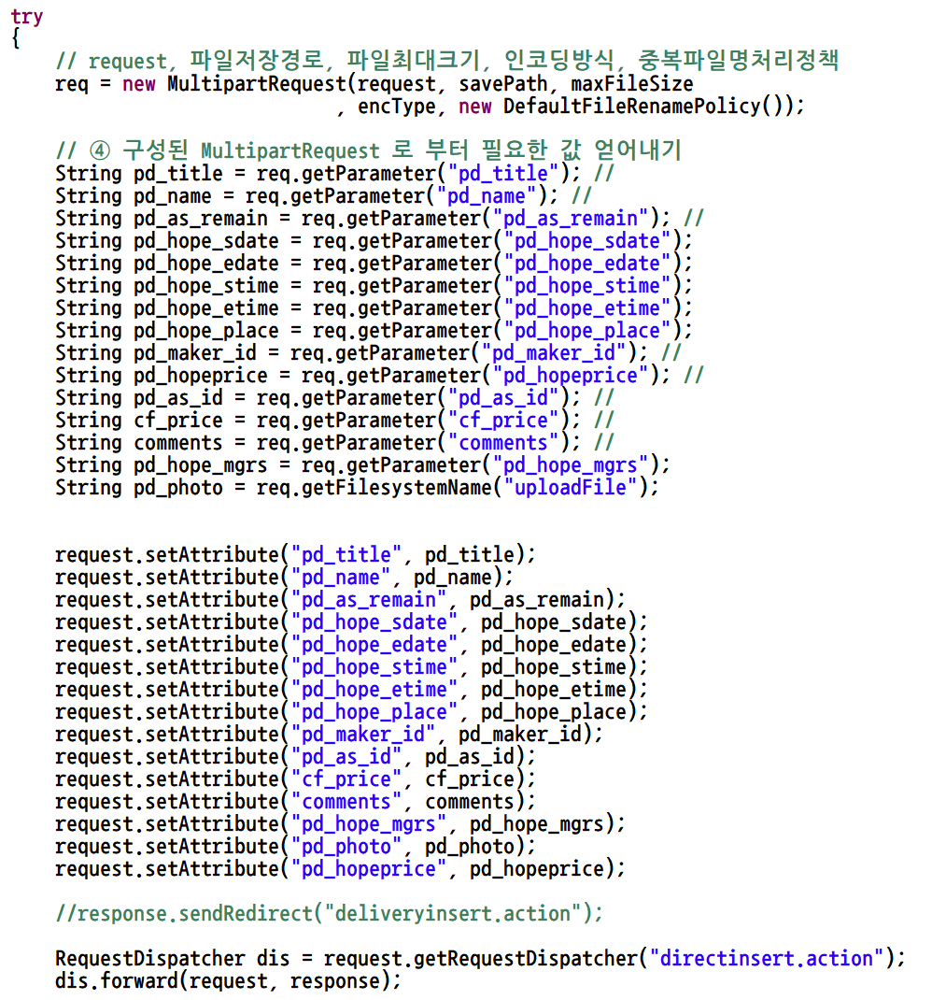 try
{
    // request, 파일저장경로, 파일최대크기, 인코딩방식, 중복파일명처리정책
    req = new MultipartRequest(request, savePath, maxFileSize
                         , encType, new DefaultFileRenamePolicy());

    // ④ 구성된 MultipartRequest 로 부터 필요한 값 얻어내기
    String pd_title = req.getParameter("pd_title"); //
    String pd_name = req.getParameter("pd_name"); //
    String pd_as_remain = req.getParameter("pd_as_remain"); //
    String pd_hope_sdate = req.getParameter("pd_hope_sdate");
    String pd_hope_edate = req.getParameter("pd_hope_edate");
    String pd_hope_stime = req.getParameter("pd_hope_stime");
    String pd_hope_etime = req.getParameter("pd_hope_etime");
    String pd_hope_place = req.getParameter("pd_hope_place");
    String pd_maker_id = req.getParameter("pd_maker_id"); //
    String pd_hopeprice = req.getParameter("pd_hopeprice"); //
    String pd_as_id = req.getParameter("pd_as_id"); //
    String cf_price = req.getParameter("cf_price"); //
    String comments = req.getParameter("comments"); //
    String pd_hope_mgrs = req.getParameter("pd_hope_mgrs");
    String pd_photo = req.getFilesystemName("uploadFile");

    request.setAttribute("pd_title", pd_title);
    request.setAttribute("pd_name", pd_name);
    request.setAttribute("pd_as_remain", pd_as_remain);
    request.setAttribute("pd_hope_sdate", pd_hope_sdate);
    request.setAttribute("pd_hope_edate", pd_hope_edate);
    request.setAttribute("pd_hope_stime", pd_hope_stime);
    request.setAttribute("pd_hope_etime", pd_hope_etime);
    request.setAttribute("pd_hope_place", pd_hope_place);
    request.setAttribute("pd_maker_id", pd_maker_id);
    request.setAttribute("pd_as_id", pd_as_id);
    request.setAttribute("cf_price", cf_price);
    request.setAttribute("comments", comments);
    request.setAttribute("pd_hope_mgrs", pd_hope_mgrs);
    request.setAttribute("pd_photo", pd_photo);
    request.setAttribute("pd_hopeprice", pd_hopeprice);

    //response.sendRedirect("deliveryinsert.action");

    RequestDispatcher dis = request.getRequestDispatcher("directinsert.action");
    dis.forward(request, response);